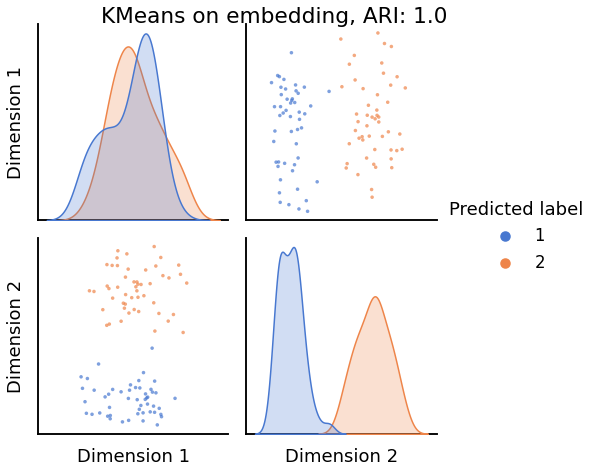 KMeans on embedding, ARI: 1.0
Dimension 1
Predicted label
1
2
Dimension 2
Dimension 1
Dimension 2